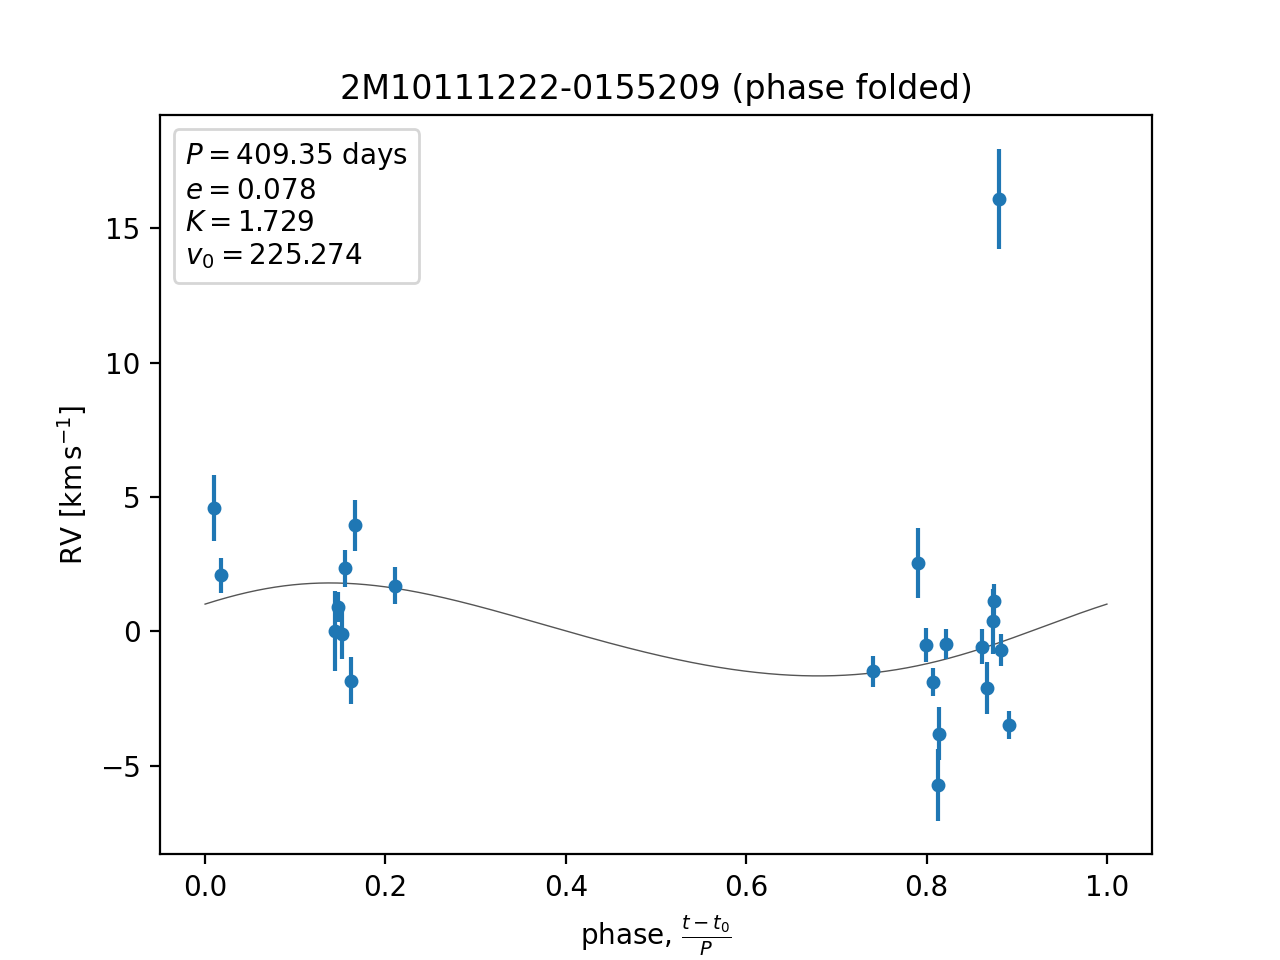 2M10111222-0155209 (phase folded)
P = 409.35 days
e = 0.078
K = 1.729
v₀ = 225.274
15
10
5
0
−5
RV [km s⁻¹]
0.0 0.2 0.4 0.6 0.8 1.0
phase, (t − t₀)/P